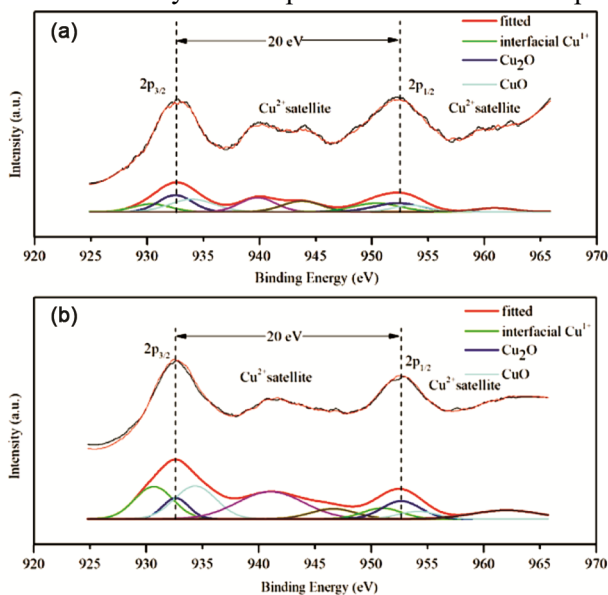 (a)
fitted
interfacial Cu¹⁺
Cu₂O
CuO
20 eV
2p₃/₂
Cu²⁺satellite
2p₁/₂
Cu²⁺satellite
Intensity (a.u.)
920 925 930 935 940 945 950 955 960 965 970
Binding Energy (eV)
(b)
fitted
interfacial Cu¹⁺
Cu₂O
CuO
20 eV
2p₃/₂
Cu²⁺satellite
2p₁/₂
Cu²⁺satellite
Intensity (a.u.)
920 925 930 935 940 945 950 955 960 965 970
Binding Energy (eV)